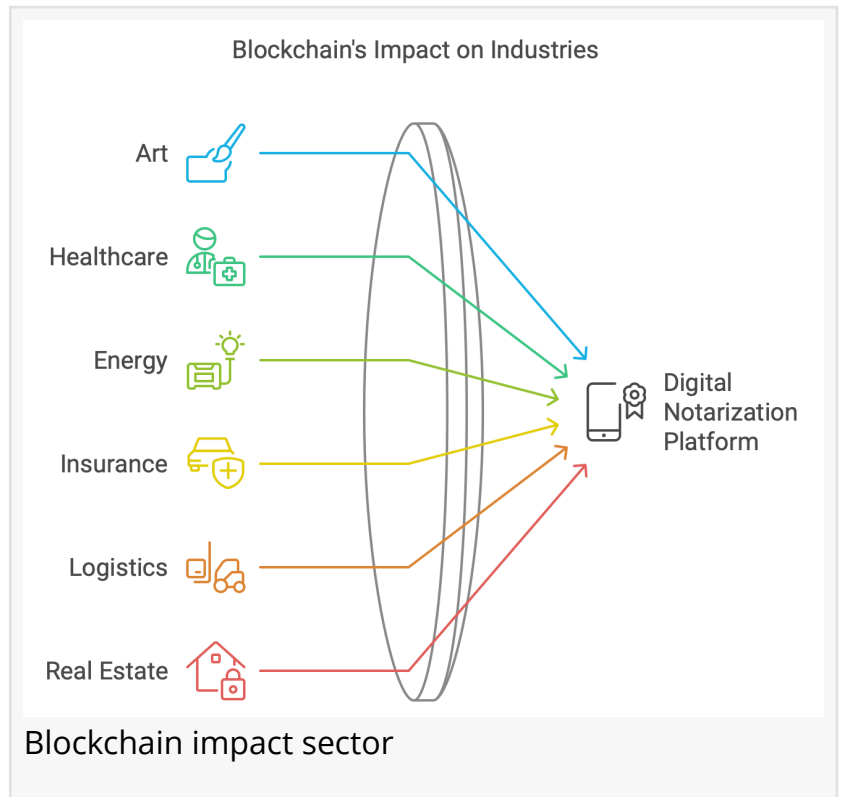 Blockchain's Impact on Industries
Art
Healthcare
Energy
Insurance
Logistics
Real Estate
Digital
Notarization
Platform
Blockchain impact sector